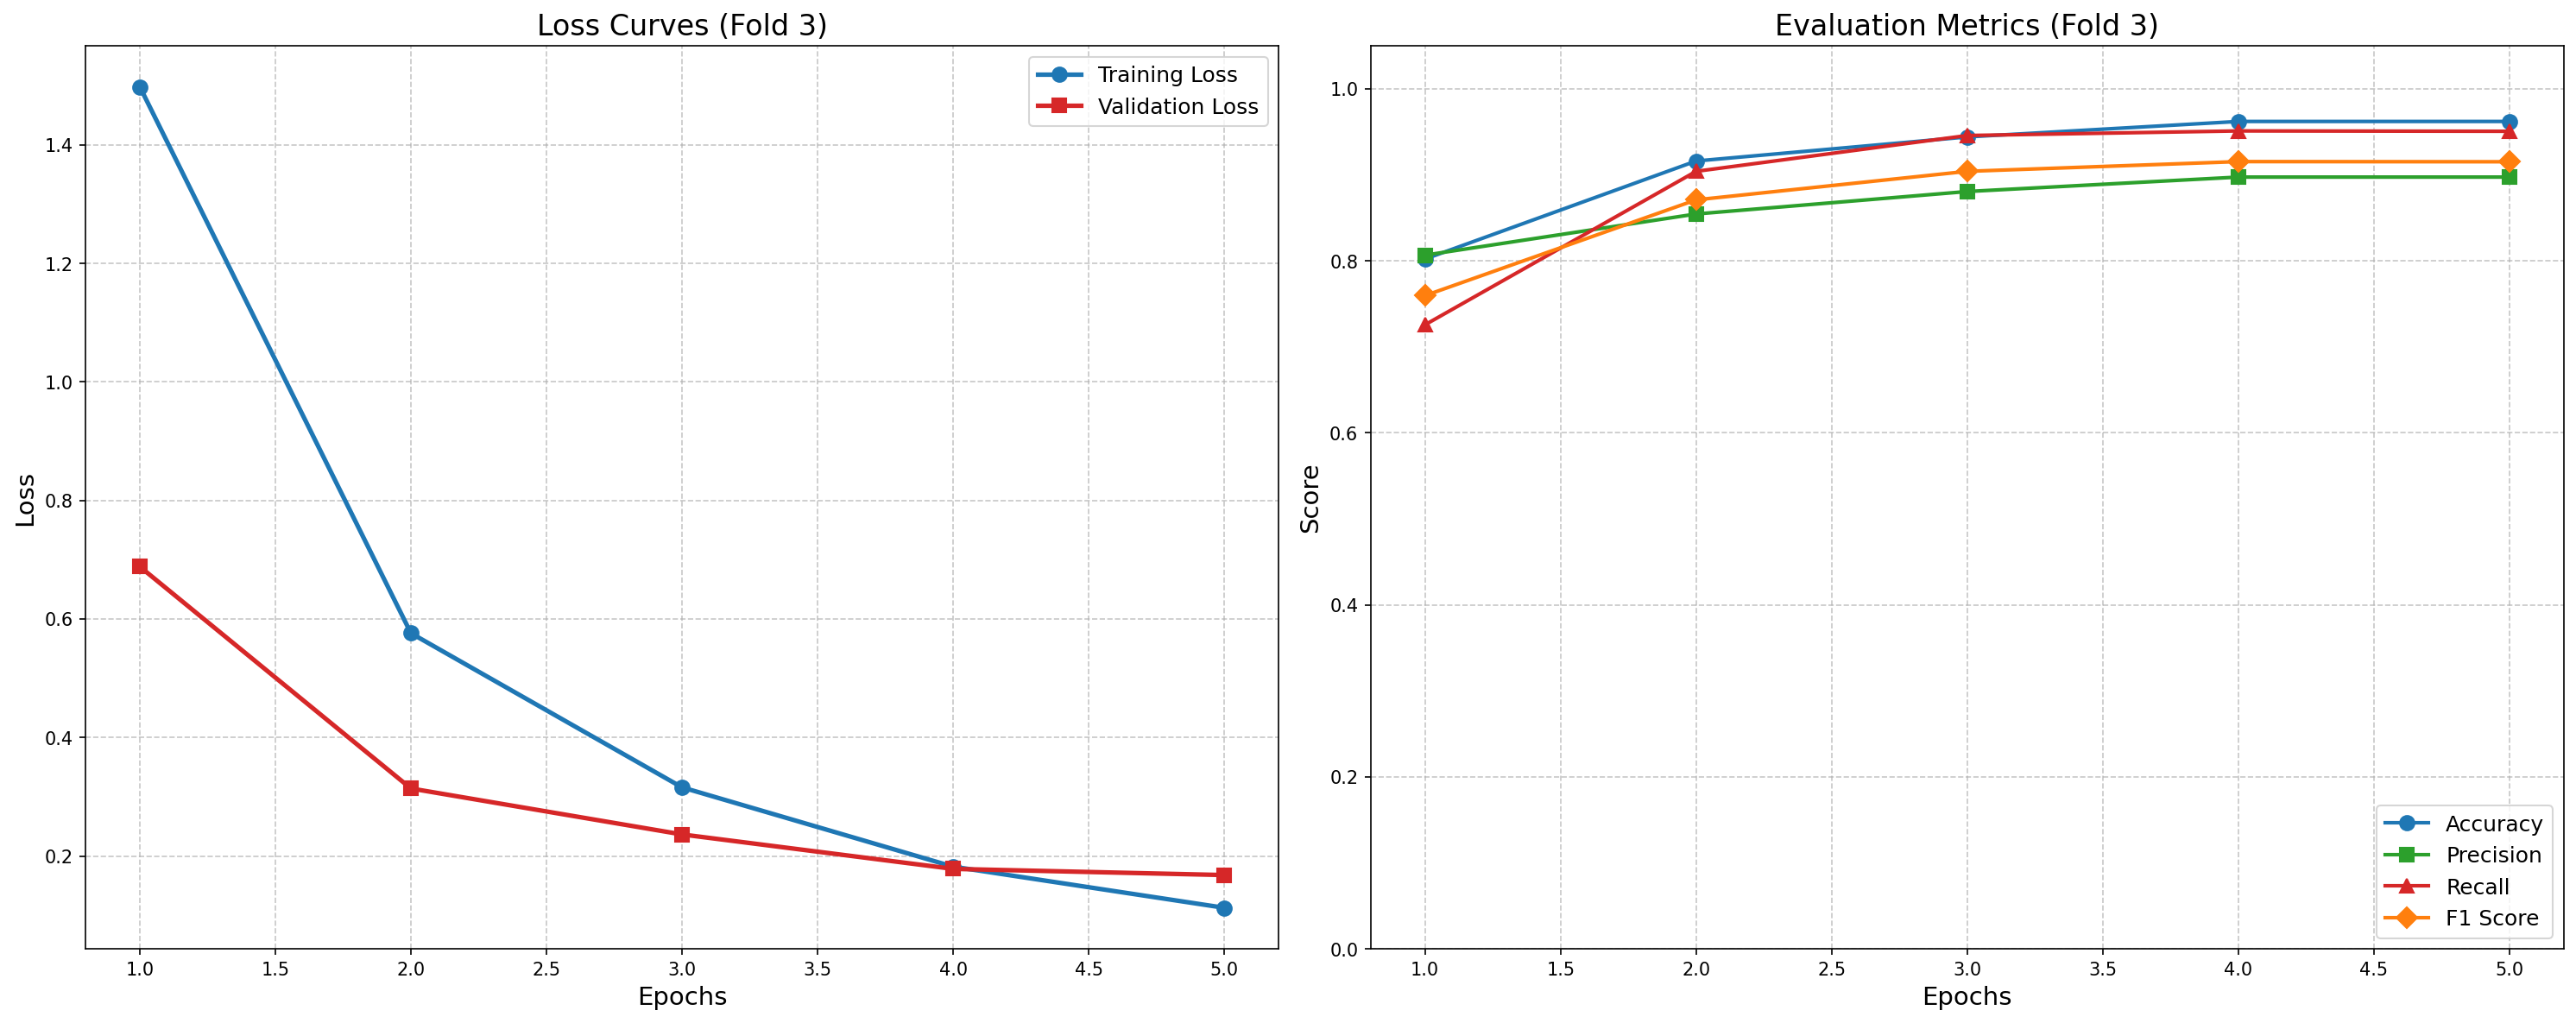 Loss Curves (Fold 3)
Training Loss
Validation Loss
1.4
1.2
1.0
0.8
0.6
0.4
0.2
Loss
1.0 1.5 2.0 2.5 3.0 3.5 4.0 4.5 5.0
Epochs
Evaluation Metrics (Fold 3)
1.0
0.8
0.6
0.4
0.2
0.0
Score
Accuracy
Precision
Recall
F1 Score
1.0 1.5 2.0 2.5 3.0 3.5 4.0 4.5 5.0
Epochs